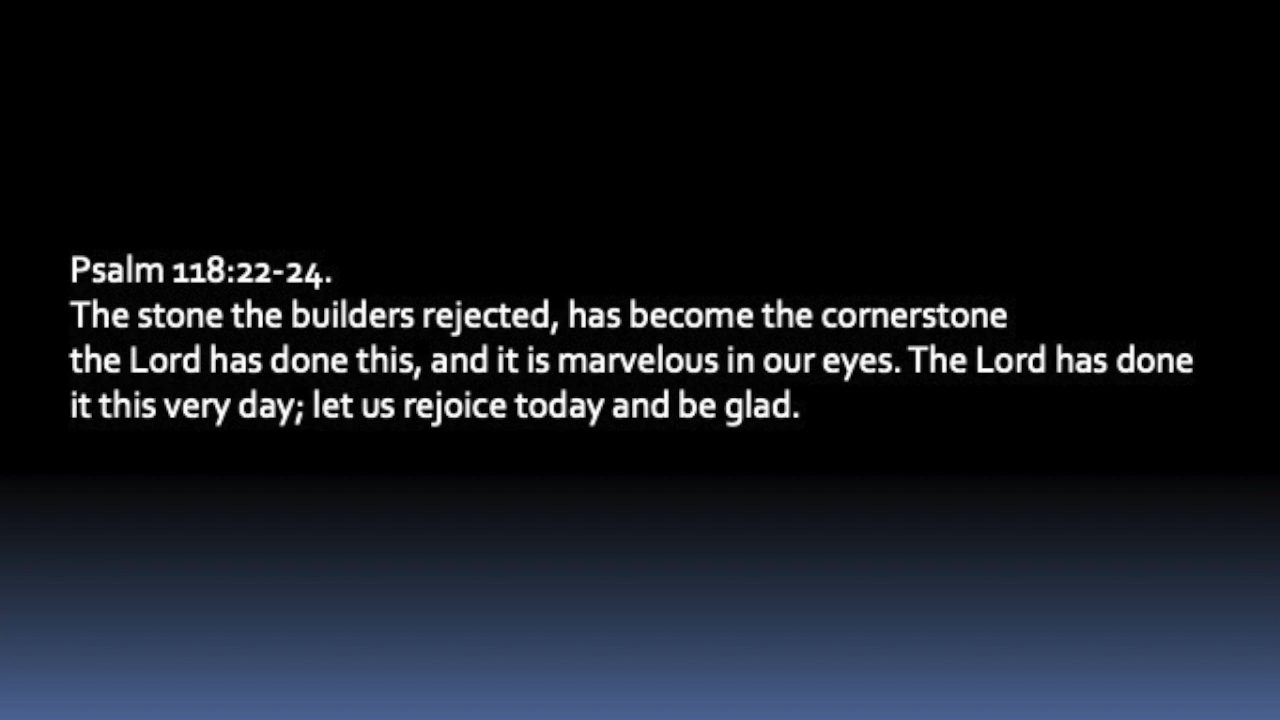 Psalm 118:22-24.
The stone the builders rejected, has become the cornerstone
the Lord has done this, and it is marvelous in our eyes. The Lord has done
it this very day; let us rejoice today and be glad.